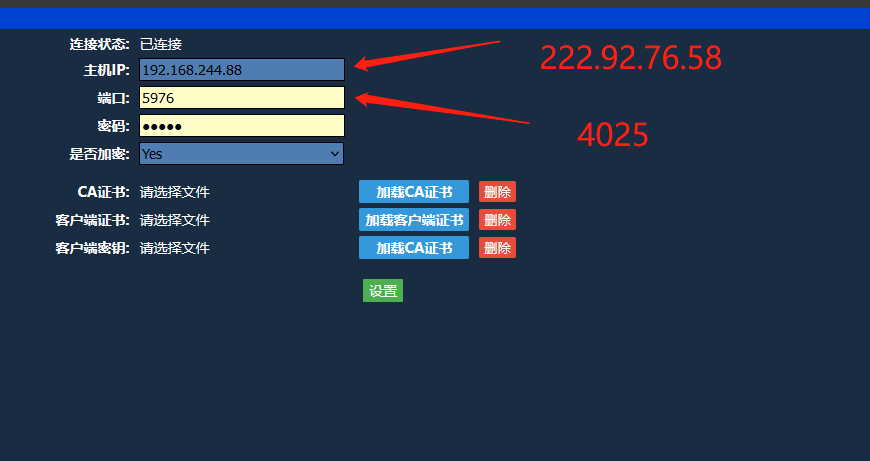 连接状态: 已连接
主机IP: 192.168.244.88
222.92.76.58
端口: 5976
4025
密码: ●●●●●
是否加密: Yes
CA证书: 请选择文件 加载CA证书 删除
客户端证书: 请选择文件 加载客户端证书 删除
客户端密钥: 请选择文件 加载CA证书 删除
设置